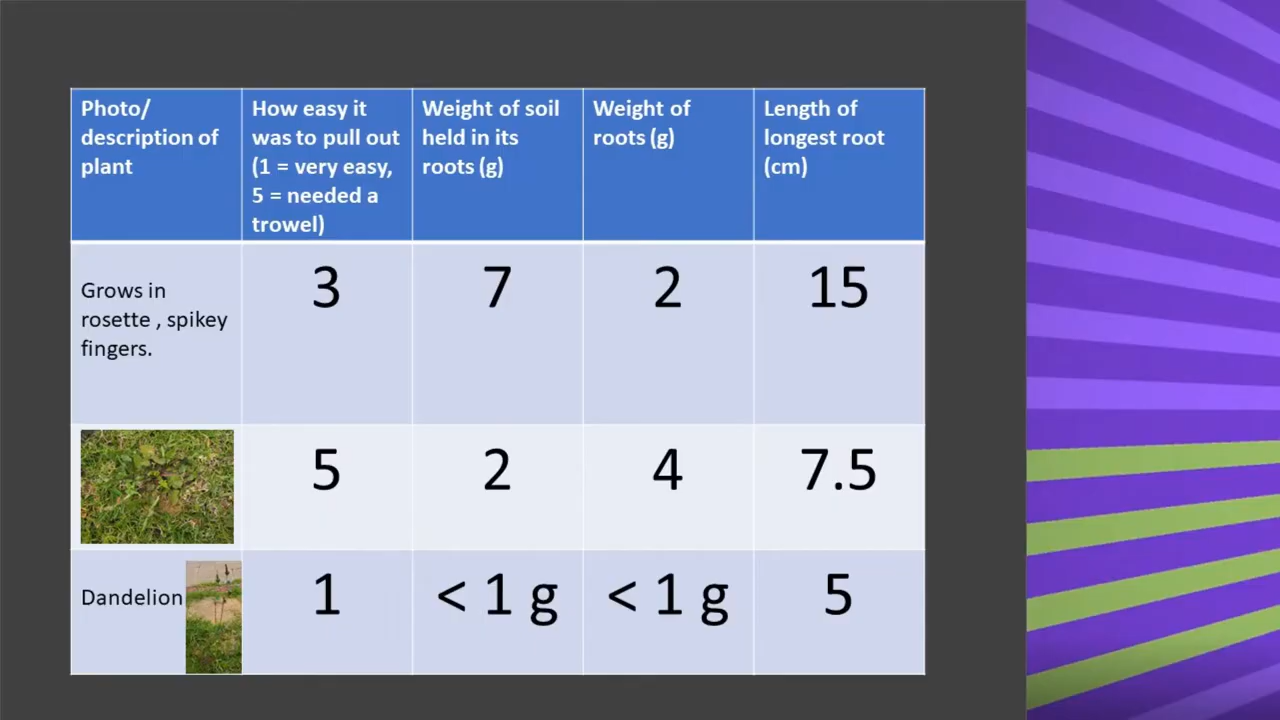 Photo/
description of
plant
How easy it
was to pull out
(1 = very easy,
5 = needed a
trowel)
Weight of soil
held in its
roots (g)
Weight of
roots (g)
Length of
longest root
(cm)
Grows in
rosette , spikey
fingers.
3
7
2
15
5
2
4
7.5
Dandelion
1
< 1 g
< 1 g
5